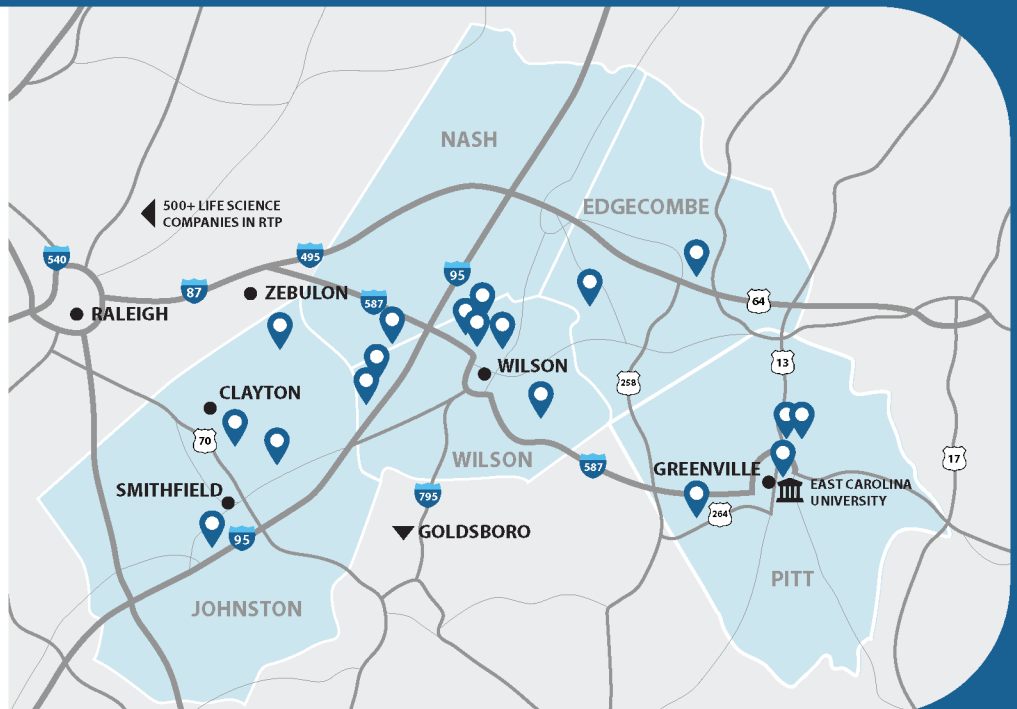 NASH
500+ LIFE SCIENCE
COMPANIES IN RTP
EDGECOMBE
540
495
95
87
ZEBULON
587
64
RALEIGH
13
WILSON
258
CLAYTON
70
17
WILSON
587
GREENVILLE
EAST CAROLINA
UNIVERSITY
SMITHFIELD
795
264
95
GOLDSBORO
PITT
JOHNSTON